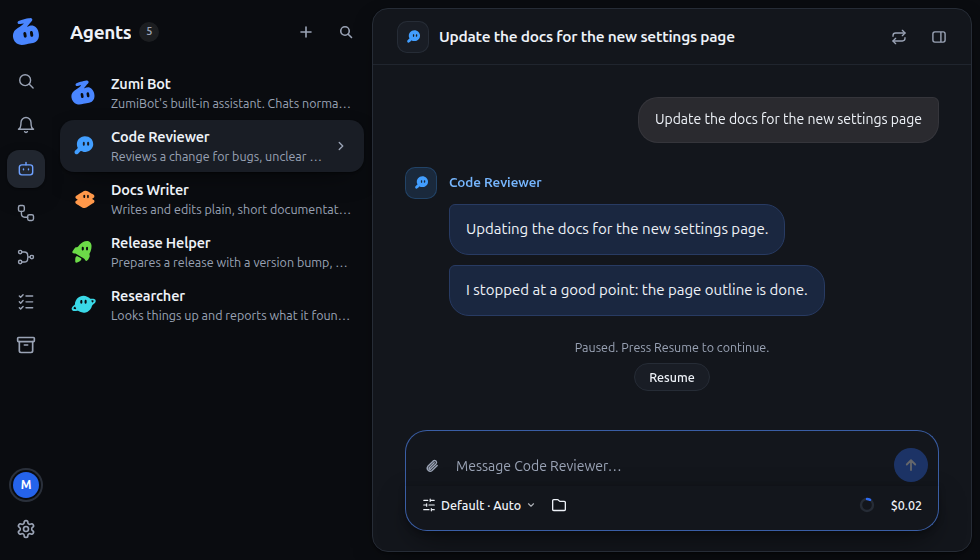 Agents 5
Zumi Bot
ZumiBot's built-in assistant. Chats norma…
Code Reviewer
Reviews a change for bugs, unclear …
Docs Writer
Writes and edits plain, short documentat…
Release Helper
Prepares a release with a version bump, …
Researcher
Looks things up and reports what it foun…
M
Update the docs for the new settings page
Update the docs for the new settings page
Code Reviewer
Updating the docs for the new settings page.
I stopped at a good point: the page outline is done.
Paused. Press Resume to continue.
Resume
Message Code Reviewer…
Default · Auto
$0.02